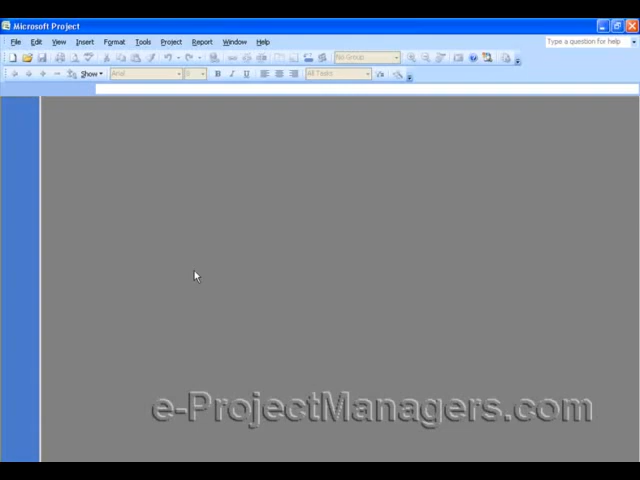 Microsoft Project
File Edit View Insert Format Tools Project Report Window Help Type a question for help
No Group
Show Arial 8 B I U All Tasks
e-ProjectManagers.com